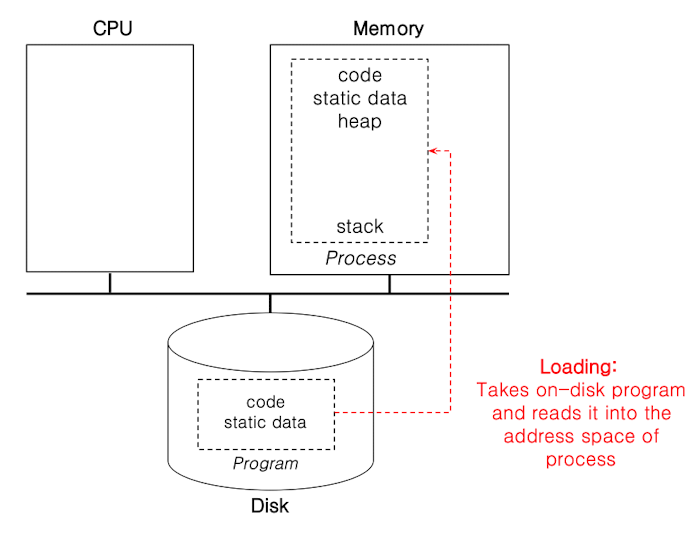 CPU
Memory
code
static data
heap
stack
Process
code
static data
Program
Disk
Loading:
Takes on-disk program
and reads it into the
address space of
process